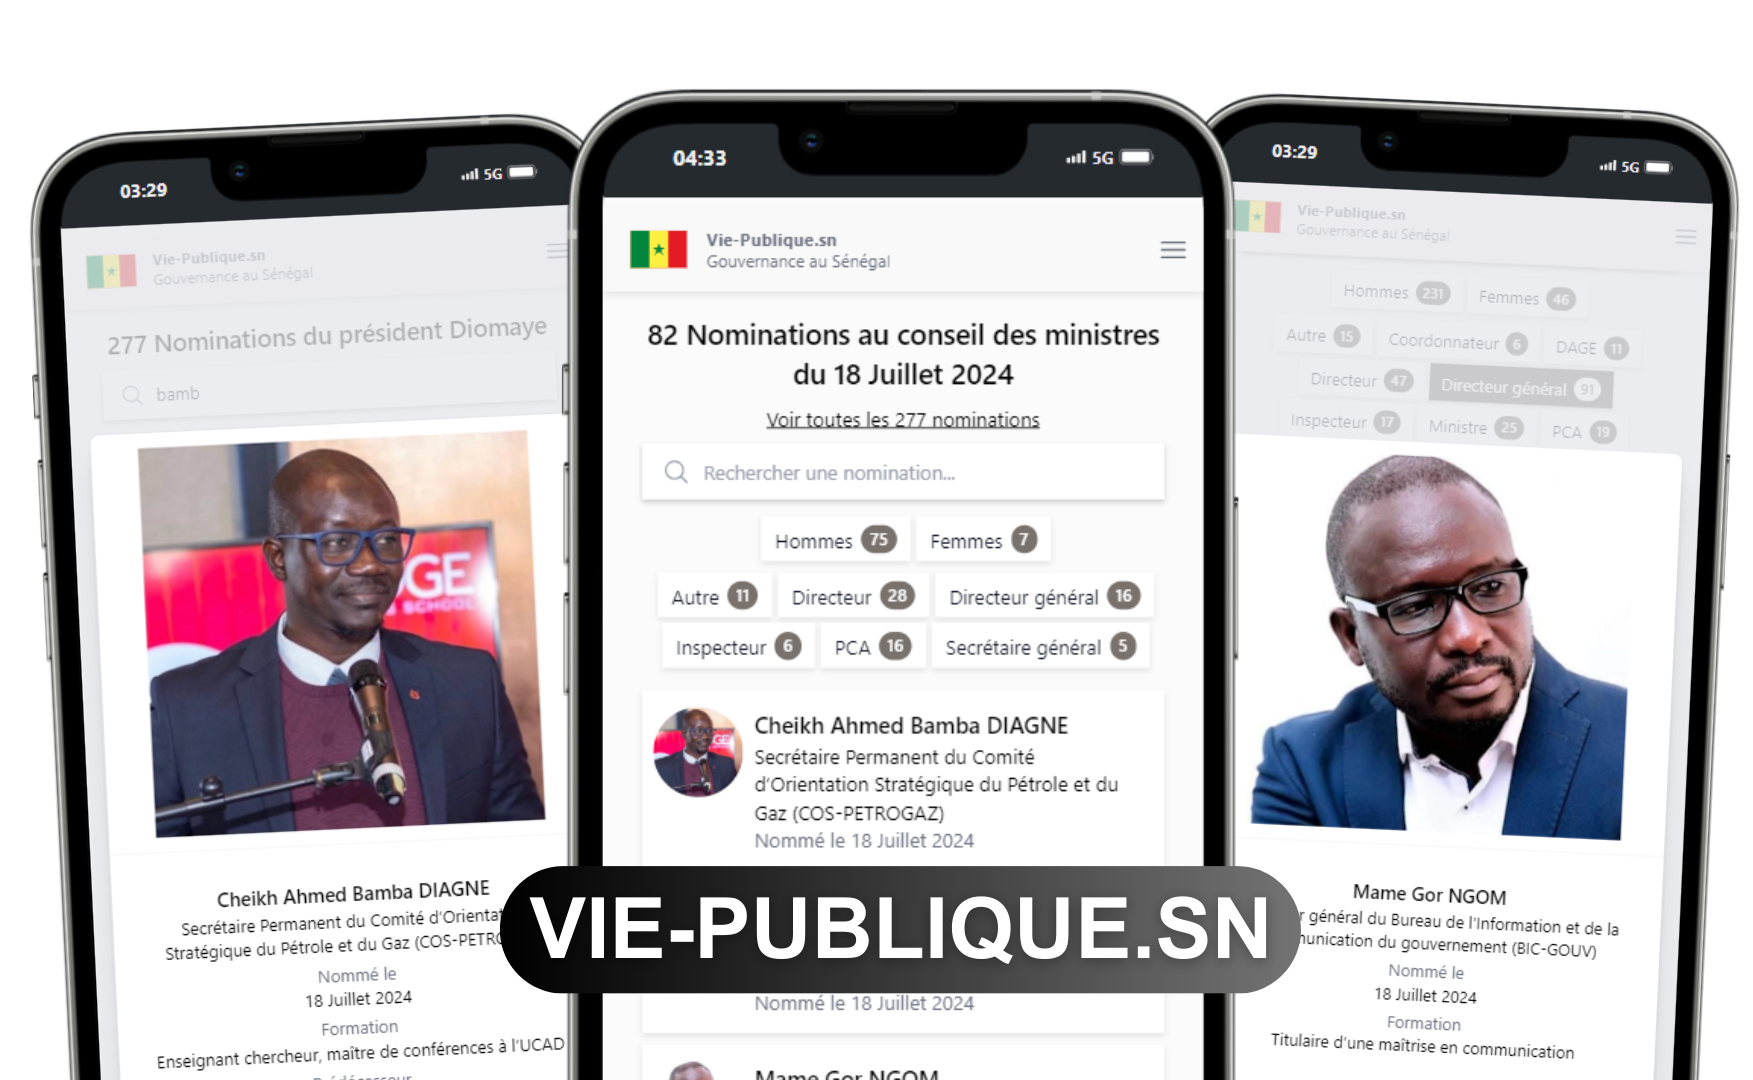 03:29
5G
Vie-Publique.sn
Gouvernance au Sénégal
277 Nominations du président Diomaye
bamb
GE
SCHOOL
Cheikh Ahmed Bamba DIAGNE
Secrétaire Permanent du Comité
Stratégique du Pétrole et du Gaz
Nommé le
18 Juillet 2024
Formation
Enseignant chercheur, maître de conférences à l'UCAD
04:33
5G
Vie-Publique.sn
Gouvernance au Sénégal
82 Nominations au conseil des ministres
du 18 Juillet 2024
Voir toutes les 277 nominations
Rechercher une nomination...
Hommes 75 Femmes 7
Autre 11 Directeur 28 Directeur général 16
Inspecteur 6 PCA 16 Secrétaire général 5
GE
Cheikh Ahmed Bamba DIAGNE
Secrétaire Permanent du Comité
d'Orientation Stratégique du Pétrole et du
Gaz (COS-PETROGAZ)
Nommé le 18 Juillet 2024
VIE-PUBLIQUE.SN
Nommé le 18 Juillet 2024
Mame Gor NGOM
03:29
5G
Vie-Publique.sn
Gouvernance au Sénégal
Hommes 231 Femmes 46
Autre 15 Coordonnateur 6 DAGE 11
Directeur 47 Directeur général 91
Inspecteur 17 Ministre 25 PCA 19
Mame Gor NGOM
général du Bureau de l'Information et de la
du gouvernement (BIC-GOUV)
Nommé le
18 Juillet 2024
Formation
Titulaire d'une maîtrise en communication